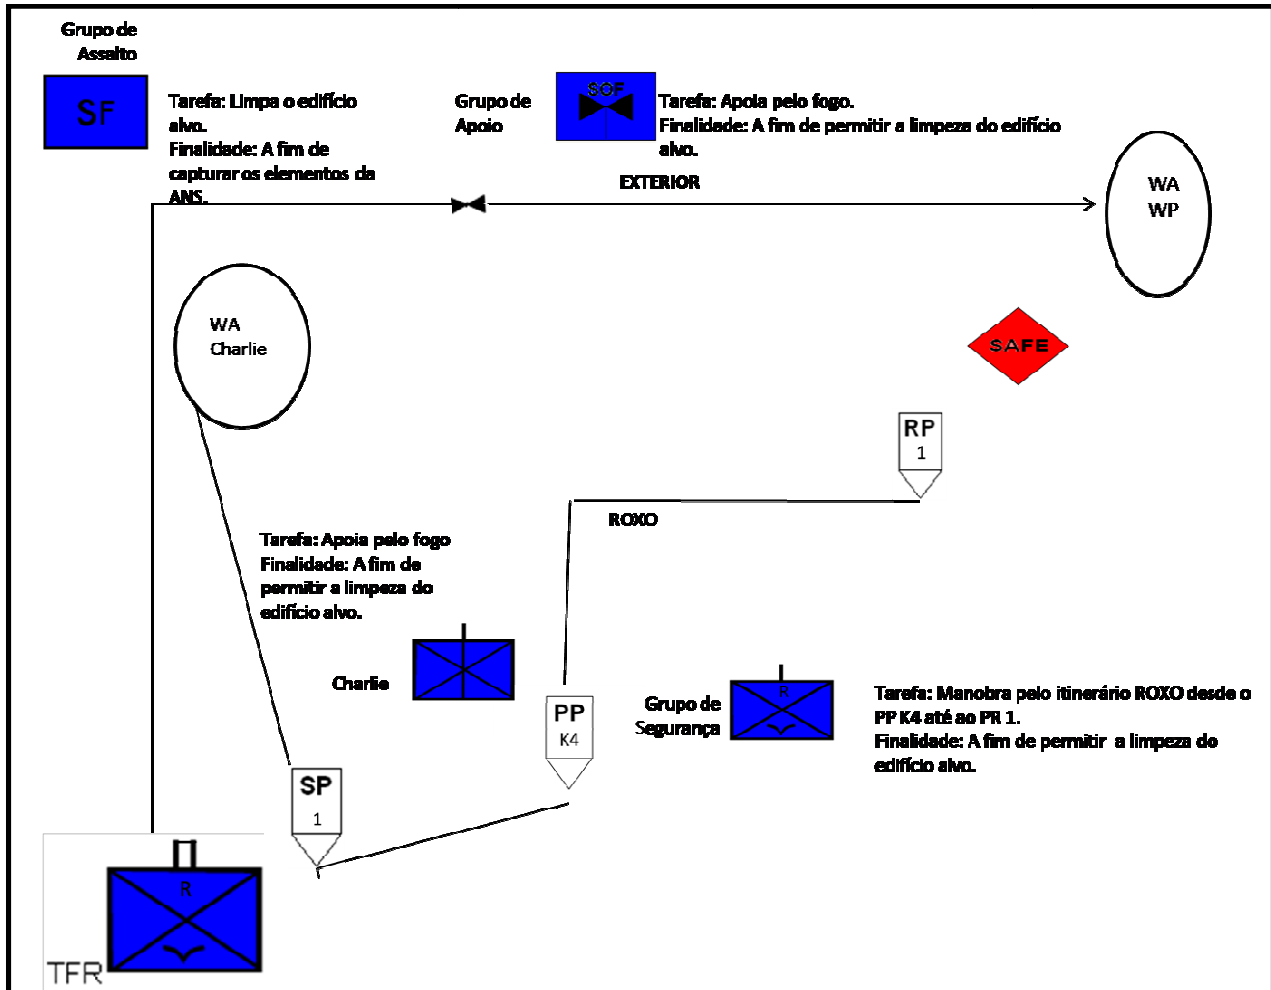 Grupo de
Assalto
SF
Tarefa: Limpa o edifício
alvo.
Finalidade: A fim de
capturar os elementos da
ANS.
Grupo de
Apoio
SOF
Tarefa: Apoia pelo fogo.
Finalidade: A fim de permitir a limpeza do edifício
alvo.
EXTERIOR
WA
WP
WA
Charlie
SAFE
RP
1
ROXO
Tarefa: Apoia pelo fogo
Finalidade: A fim de
permitir a limpeza do
edifício alvo.
Charlie
PP
K4
Grupo de
Segurança
R
Tarefa: Manobra pelo itinerário ROXO desde o
PP K4 até ao PR 1.
Finalidade: A fim de permitir a limpeza do
edifício alvo.
SP
1
R
TFR